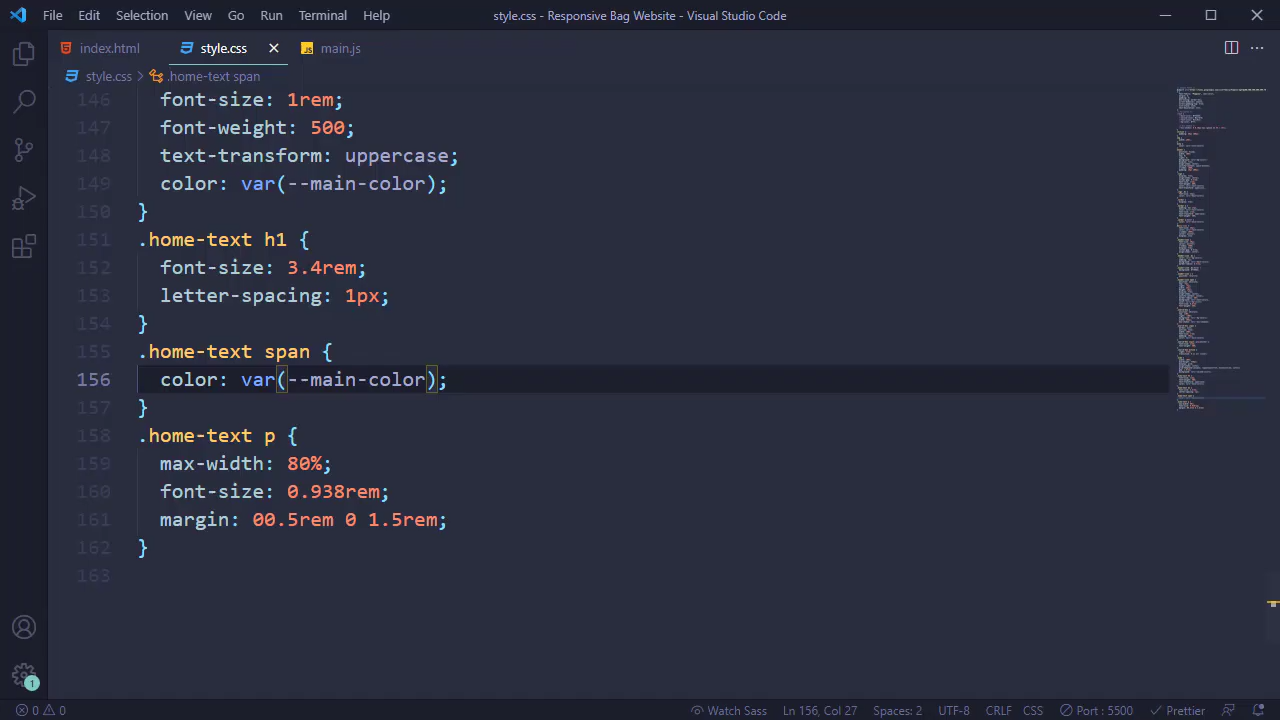 File Edit Selection View Go Run Terminal Help style.css - Responsive Bag Website - Visual Studio Code
index.html style.css JS main.js
style.css .home-text span
146 font-size: 1rem;
147 font-weight: 500;
148 text-transform: uppercase;
149 color: var(--main-color);
150 }
151 .home-text h1 {
152 font-size: 3.4rem;
153 letter-spacing: 1px;
154 }
155 .home-text span {
156 color: var(--main-color);
157 }
158 .home-text p {
159 max-width: 80%;
160 font-size: 0.938rem;
161 margin: 00.5rem 0 1.5rem;
162 }
163
1
0 0 Watch Sass Ln 156, Col 27 Spaces: 2 UTF-8 CRLF CSS Port : 5500 Prettier